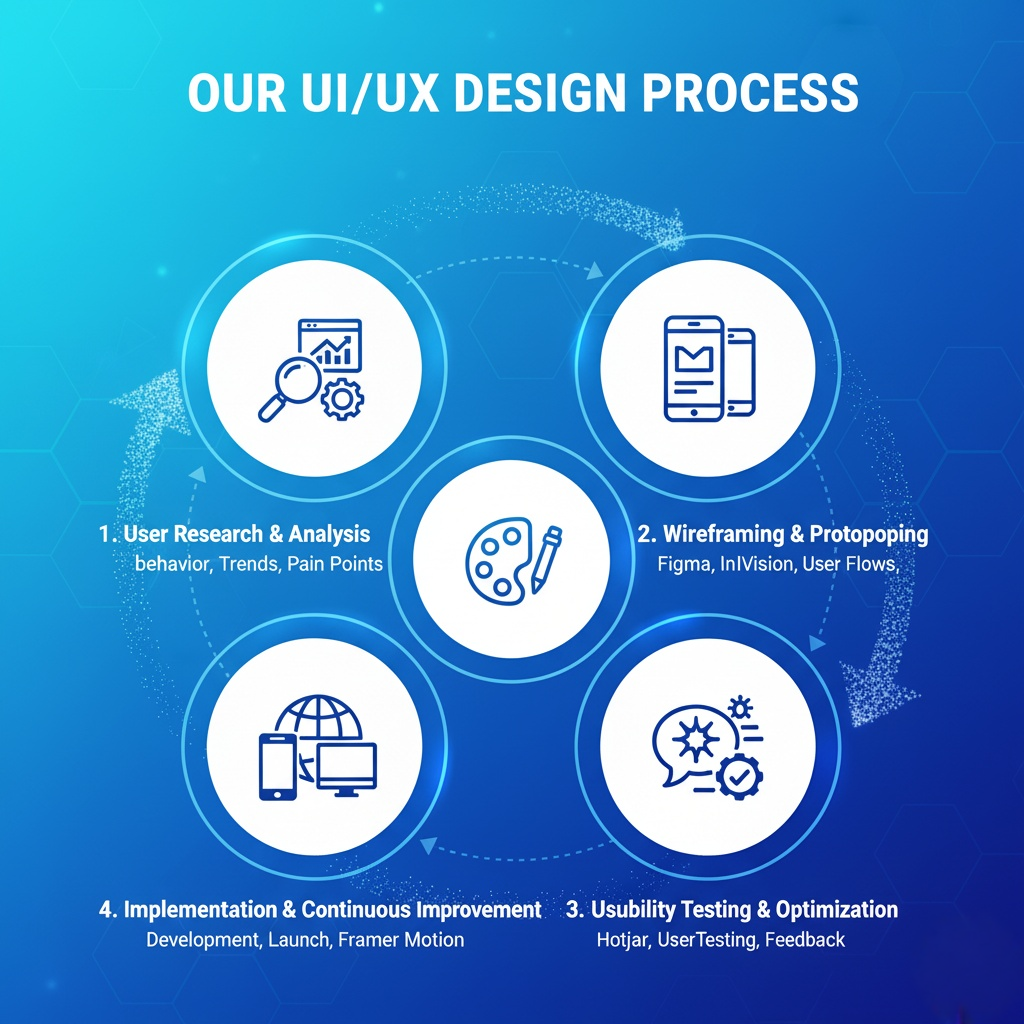 OUR UI/UX DESIGN PROCESS
1. User Research & Analysis
behavior, Trends, Pain Points
2. Wireframing & Protopoping
Figma, InIVision, User Flows,
4. Implementation & Continuous Improvement
Development, Launch, Framer Motion
3. Usubility Testing & Optimization
Hotjar, UserTesting, Feedback